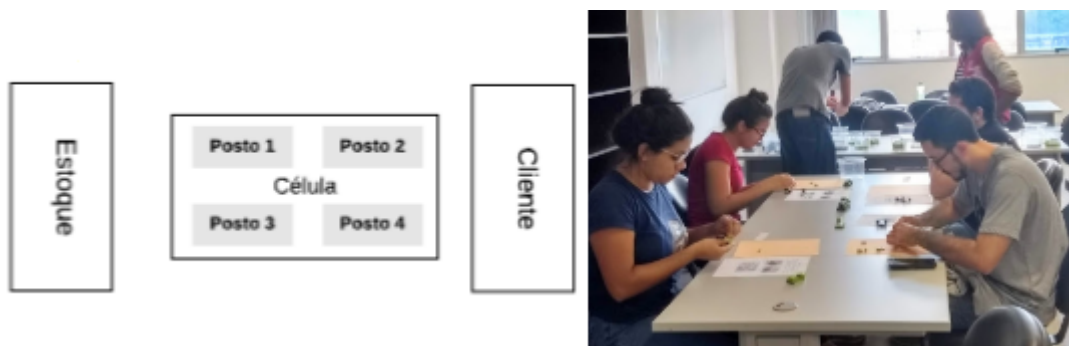 Estoque
Posto 1
Posto 2
Célula
Posto 3
Posto 4
Cliente